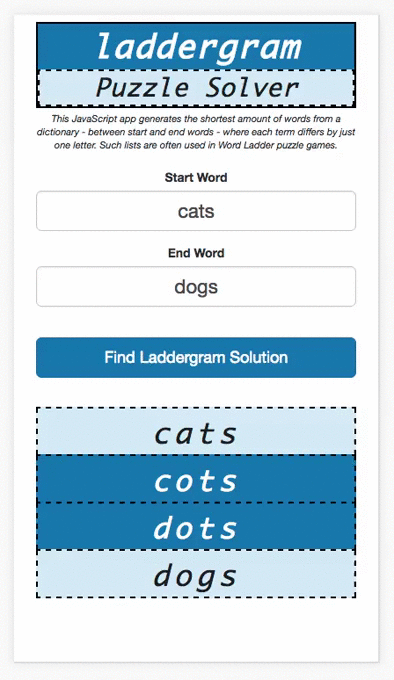 laddergram
Puzzle Solver
This JavaScript app generates the shortest amount of words from a
dictionary - between start and end words - where each term differs by just
one letter. Such lists are often used in Word Ladder puzzle games.
Start Word
cats
End Word
dogs
Find Laddergram Solution
cats
cots
dots
dogs